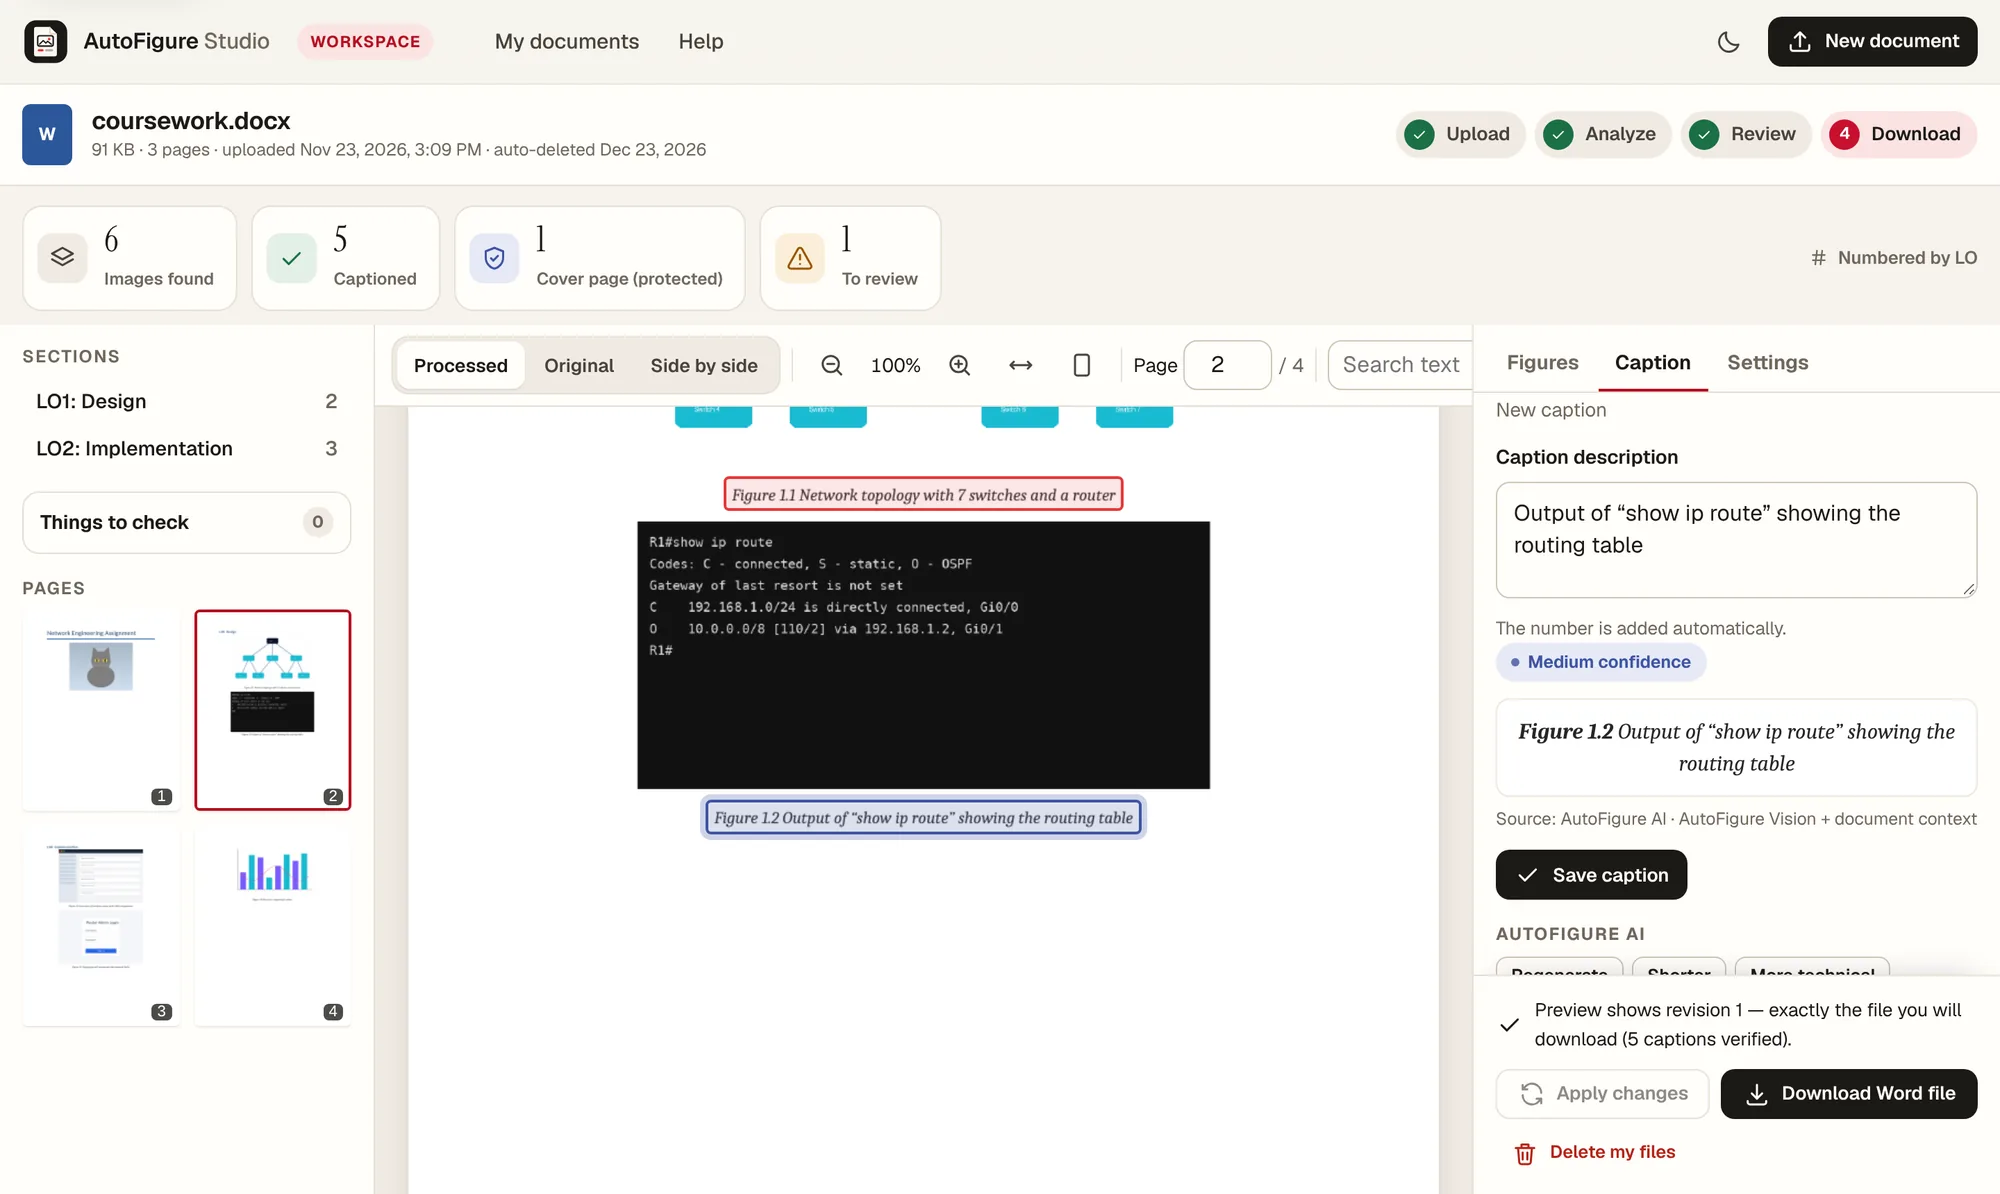 AutoFigure Studio
WORKSPACE
My documents
Help
New document
W
coursework.docx
91 KB · 3 pages · uploaded Nov 23, 2026, 3:09 PM · auto-deleted Dec 23, 2026
Upload
Analyze
Review
4 Download
6
Images found
5
Captioned
1
Cover page (protected)
1
To review
# Numbered by LO
SECTIONS
LO1: Design 2
LO2: Implementation 3
Things to check 0
PAGES
Network Engineering Assignment
1
2
3
4
Processed
Original
Side by side
100%
Page 2 / 4
Search text
Figure 1.1 Network topology with 7 switches and a router
R1#show ip route
Codes: C - connected, S - static, O - OSPF
Gateway of last resort is not set
C 192.168.1.0/24 is directly connected, Gi0/0
O 10.0.0.0/8 [110/2] via 192.168.1.2, Gi0/1
R1#
Figure 1.2 Output of “show ip route” showing the routing table
Figures
Caption
Settings
New caption
Caption description
Output of “show ip route” showing the
routing table
The number is added automatically.
Medium confidence
Figure 1.2 Output of “show ip route” showing the
routing table
Source: AutoFigure AI · AutoFigure Vision + document context
Save caption
AUTOFIGURE AI
Regenerate
Shorter
More technical
Preview shows revision 1 — exactly the file you will
download (5 captions verified).
Apply changes
Download Word file
Delete my files